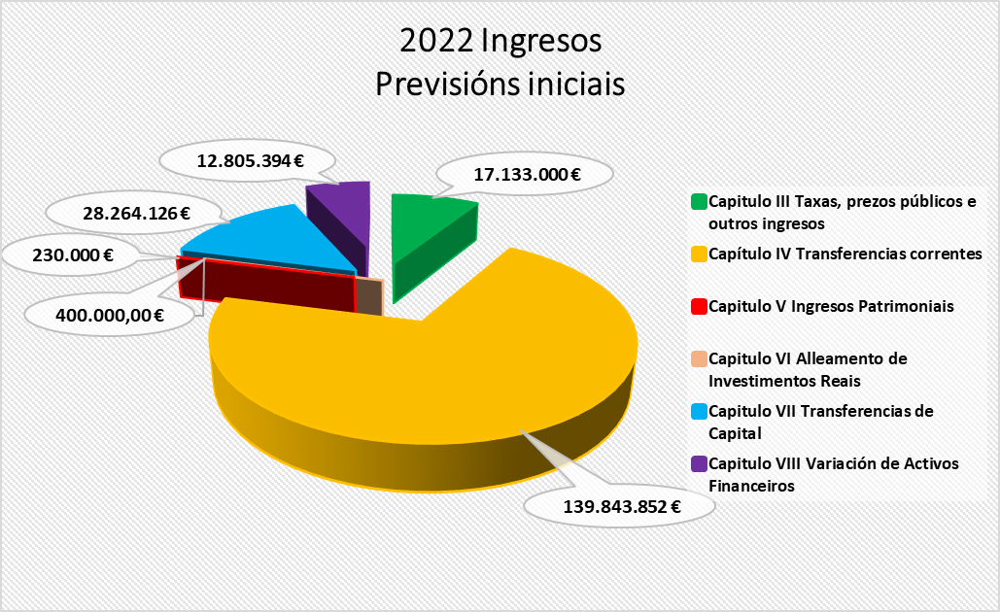 2022 Ingresos
Previsións iniciais
12.805.394 €
17.133.000 €
28.264.126 €
230.000 €
400.000,00 €
139.843.852 €
Capitulo III Taxas, prezos públicos e
outros ingresos
Capítulo IV Transferencias correntes
Capitulo V Ingresos Patrimoniais
Capitulo VI Alleamento de
Investimentos Reais
Capitulo VII Transferencias de
Capital
Capitulo VIII Variación de Activos
Financeiros